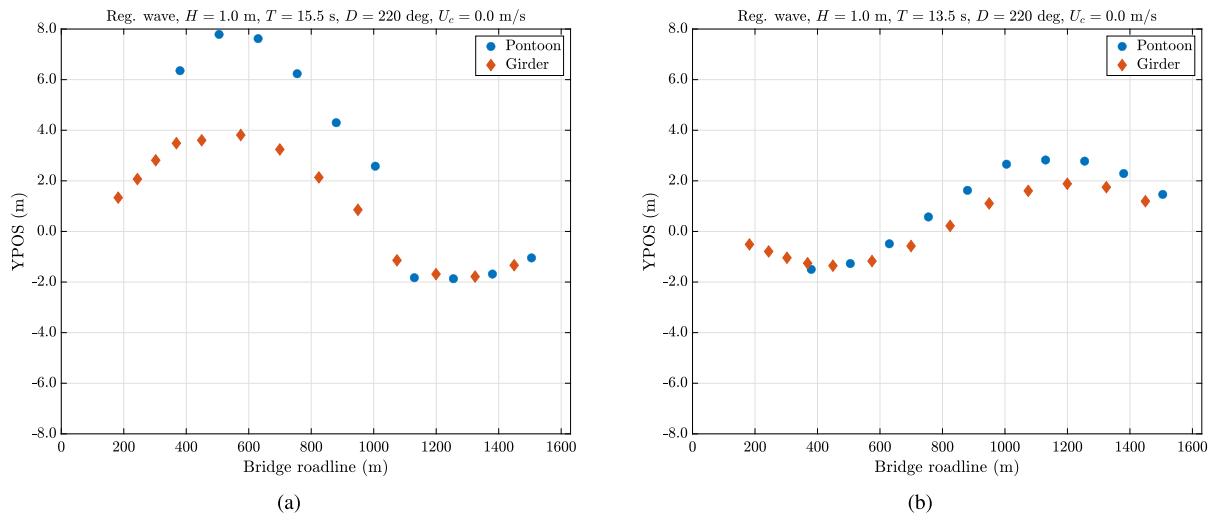 Reg. wave, H = 1.0 m, T = 15.5 s, D = 220 deg, U_c = 0.0 m/s
8.0
6.0
4.0
2.0
0.0
-2.0
-4.0
-6.0
-8.0
YPOS (m)
Pontoon
Girder
0 200 400 600 800 1000 1200 1400 1600
Bridge roadline (m)
(a)
Reg. wave, H = 1.0 m, T = 13.5 s, D = 220 deg, U_c = 0.0 m/s
8.0
6.0
4.0
2.0
0.0
-2.0
-4.0
-6.0
-8.0
YPOS (m)
Pontoon
Girder
0 200 400 600 800 1000 1200 1400 1600
Bridge roadline (m)
(b)